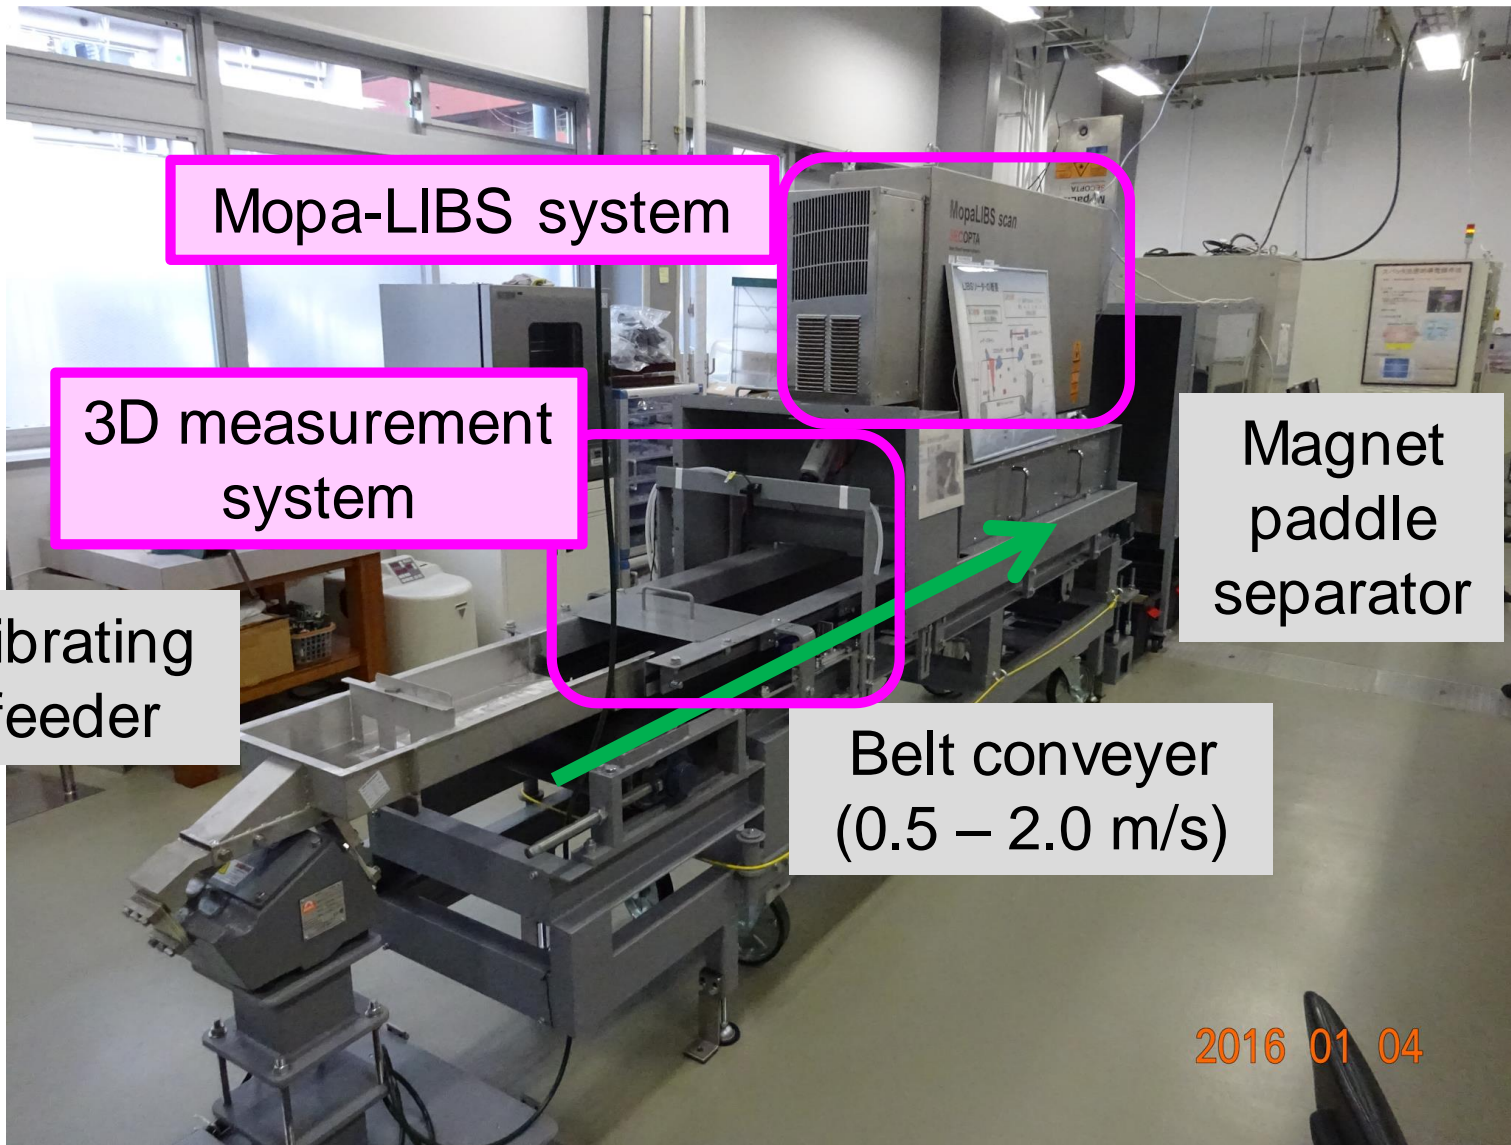 Mopa-LIBS system
MopaLIBS scan
SECOPTA
3D measurement
system
Magnet
paddle
separator
ibrating
feeder
Belt conveyer
(0.5 – 2.0 m/s)
2016 01 04